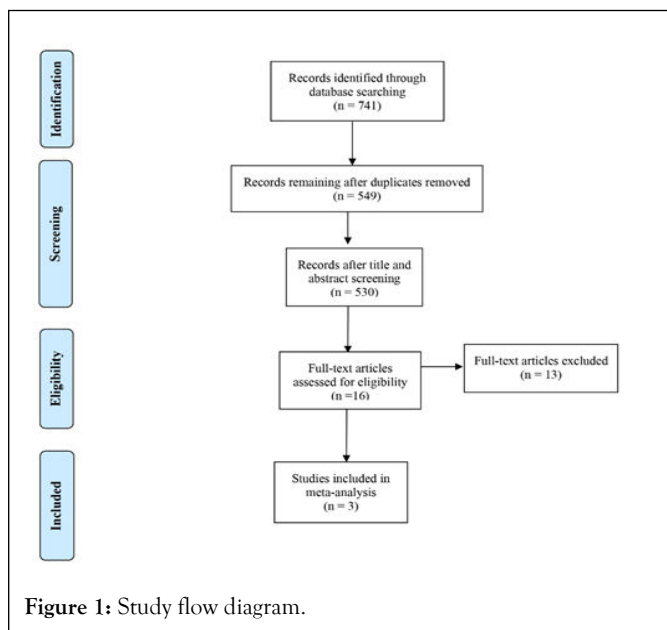 Identification
Records identified through
database searching
(n = 741)
Screening
Records remaining after duplicates removed
(n = 549)
Records after title and
abstract screening
(n = 530)
Eligibility
Full-text articles
assessed for eligibility
(n =16)
Full-text articles excluded
(n = 13)
Included
Studies included in
meta-analysis
(n = 3)
Figure 1: Study flow diagram.